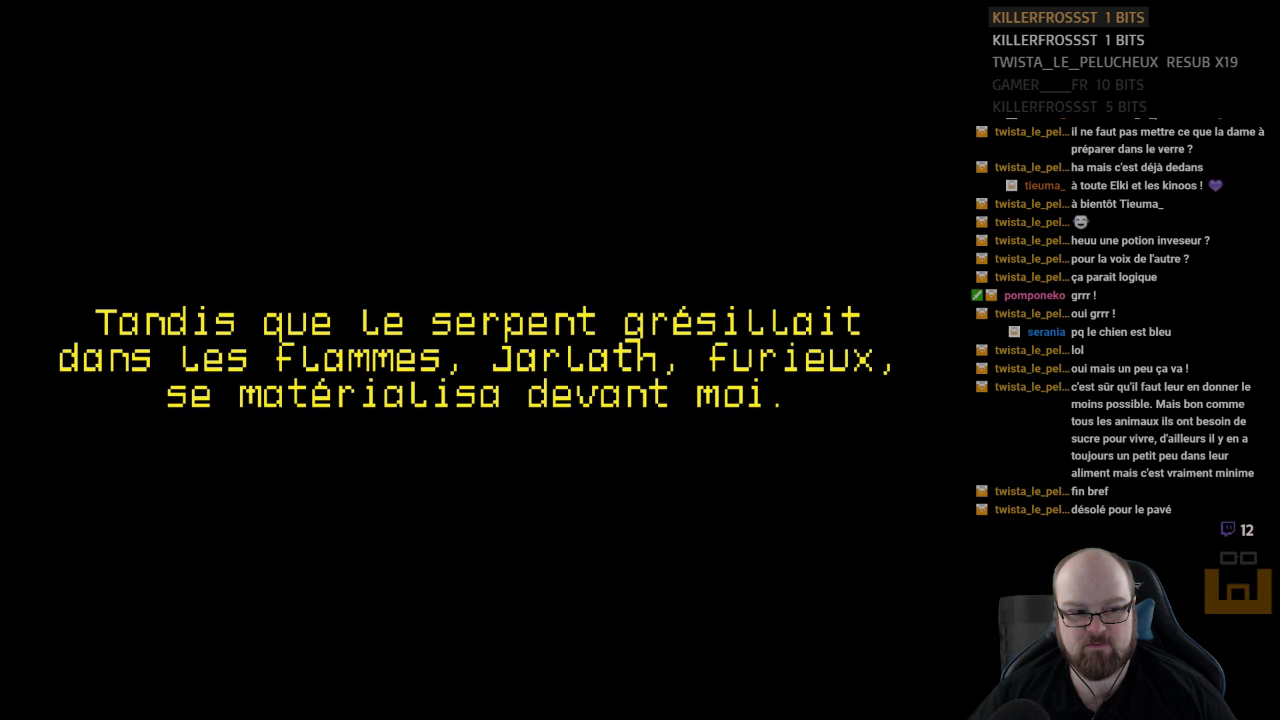 Tandis que le serpent grésillait
dans les flammes, Jarlath, furieux,
se matérialisa devant moi.
KILLERFROSSST 1 BITS
KILLERFROSSST 1 BITS
TWISTA__LE__PELUCHEUX RESUB X19
GAMER____FR 10 BITS
KILLERFROSSST 5 BITS
twista_le_pel... il ne faut pas mettre ce que la dame à
préparer dans le verre ?
twista_le_pel... ha mais c'est déjà dedans
tieuma_ à toute Elki et les kinoos !
twista_le_pel... à bientôt Tieuma_
twista_le_pel...
twista_le_pel... heuu une potion inveseur ?
twista_le_pel... pour la voix de l'autre ?
twista_le_pel... ça parait logique
pomponeko grrr !
twista_le_pel... oui grrr !
serania pq le chien est bleu
twista_le_pel... lol
twista_le_pel... oui mais un peu ça va !
twista_le_pel... c'est sûr qu'il faut leur en donner le
moins possible. Mais bon comme
tous les animaux ils ont besoin de
sucre pour vivre, d'ailleurs il y en a
toujours un petit peu dans leur
aliment mais c'est vraiment minime
twista_le_pel... fin bref
twista_le_pel... désolé pour le pavé
12